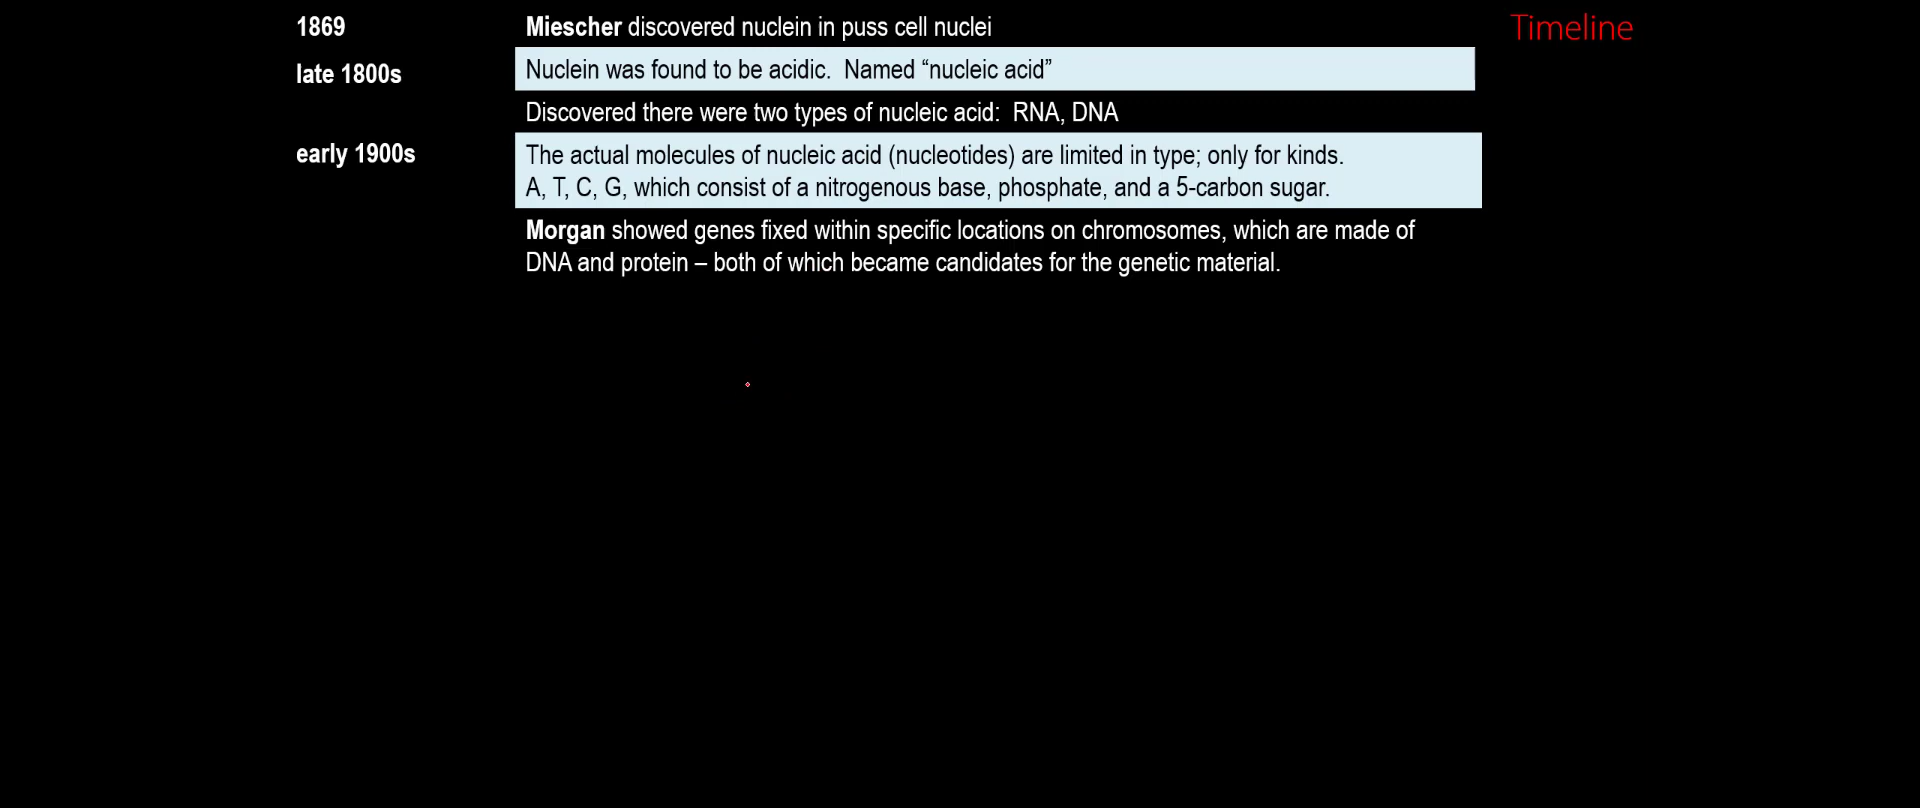 1869
Miescher discovered nuclein in puss cell nuclei
Timeline
late 1800s
Nuclein was found to be acidic.  Named “nucleic acid”
Discovered there were two types of nucleic acid:  RNA, DNA
early 1900s
The actual molecules of nucleic acid (nucleotides) are limited in type; only for kinds.
A, T, C, G, which consist of a nitrogenous base, phosphate, and a 5-carbon sugar.
Morgan showed genes fixed within specific locations on chromosomes, which are made of
DNA and protein – both of which became candidates for the genetic material.